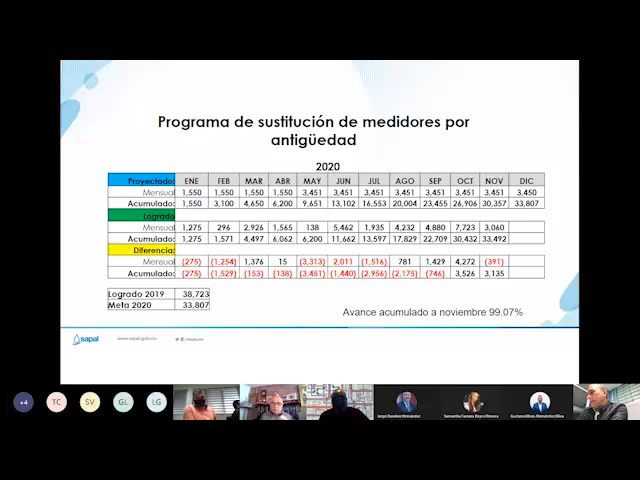 Programa de sustitución de medidores por
antigüedad
2020
Proyectado: ENE FEB MAR ABR MAY JUN JUL AGO SEP OCT NOV DIC
Mensual 1,550 1,550 1,550 1,550 3,451 3,451 3,451 3,451 3,451 3,451 3,451 3,450
Acumulado: 1,550 3,100 4,650 6,200 9,651 13,102 16,553 20,004 23,455 26,906 30,357 33,807
Logrado
Mensual 1,275 296 2,926 1,565 138 5,462 1,935 4,232 4,880 7,723 3,060
Acumulado: 1,275 1,571 4,497 6,062 6,200 11,662 13,597 17,829 22,709 30,432 33,492
Diferencia:
Mensual (275) (1,254) 1,376 15 (3,313) 2,011 (1,516) 781 1,429 4,272 (391)
Acumulado: (275) (1,529) (153) (138) (3,451) (1,440) (2,956) (2,175) (746) 3,526 3,135
Logrado 2019 38,723
Meta 2020 33,807
Avance acumulado a noviembre 99.07%
sapal
www.sapal.gob.mx
+4 TC SV GL LG
Jorge Ramírez Hernández